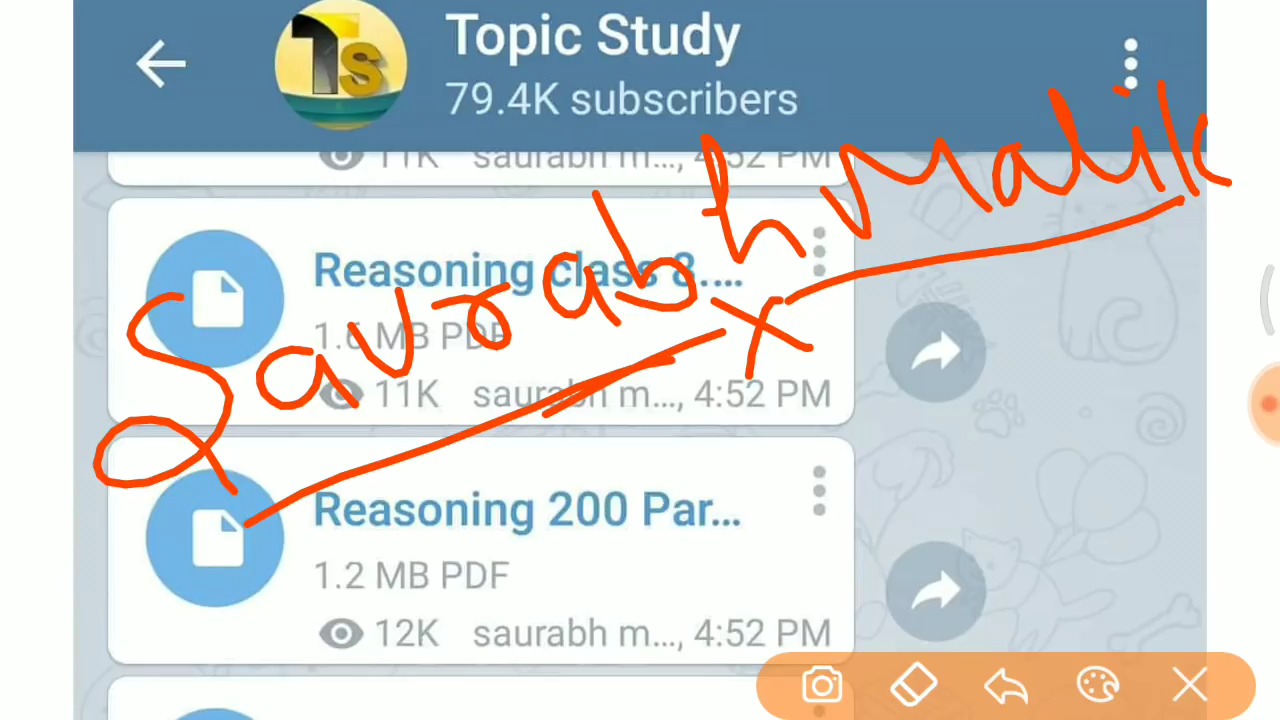 Ts
Topic Study
79.4K subscribers
11K saurabh m..., 4:52 PM
Saurabh Malik
Reasoning class 8....
1.6 MB PDF
11K saurabh m..., 4:52 PM
Reasoning 200 Par...
1.2 MB PDF
12K saurabh m..., 4:52 PM